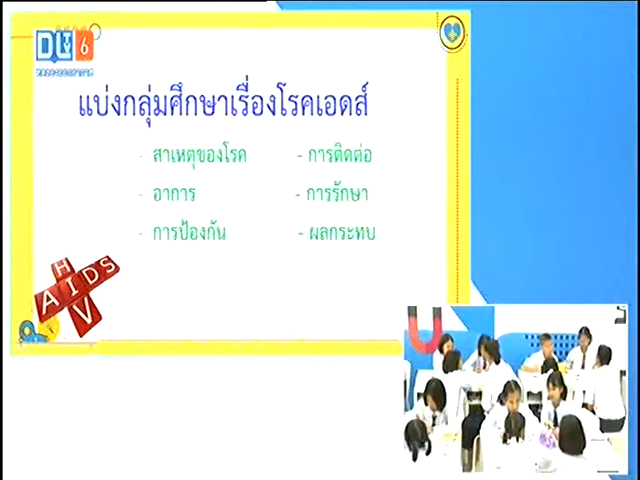 DLTV 6
แบ่งกลุ่มศึกษาเรื่องโรคเอดส์
- สาเหตุของโรค - การติดต่อ
- อาการ - การรักษา
- การป้องกัน - ผลกระทบ
HIV
AIDS